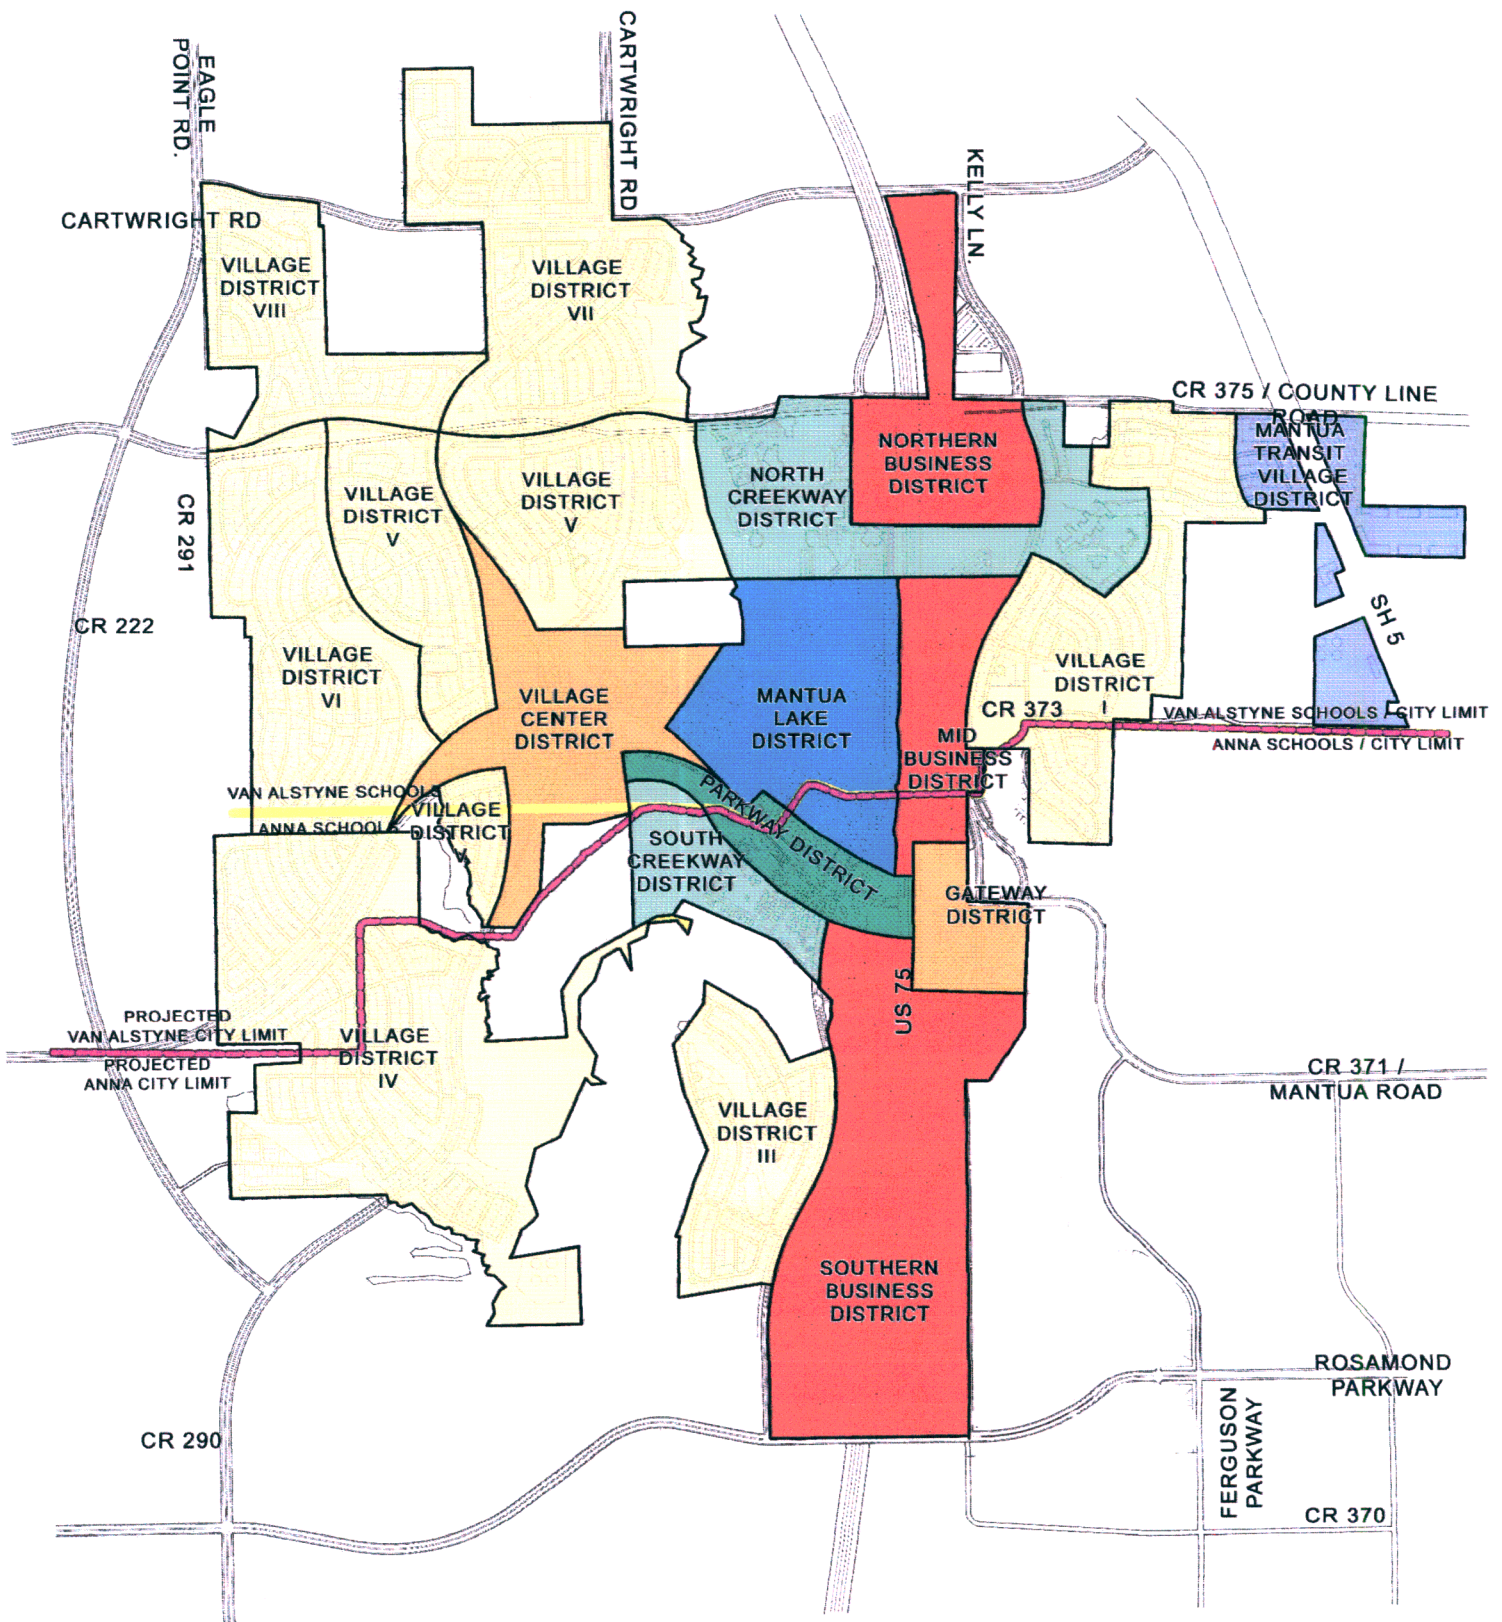 EAGLE
POINT RD.
CARTWRIGHT RD
KELLY LN.
CARTWRIGHT RD
VILLAGE
DISTRICT
VIII
VILLAGE
DISTRICT
VII
CR 375 / COUNTY LINE
ROAD
MANTUA
TRANSIT
VILLAGE
DISTRICT
NORTHERN
BUSINESS
DISTRICT
NORTH
CREEKWAY
DISTRICT
VILLAGE
DISTRICT
V
VILLAGE
DISTRICT
V
CR 291
CR 222
SH 5
VILLAGE
DISTRICT
VI
VILLAGE
CENTER
DISTRICT
MANTUA
LAKE
DISTRICT
VILLAGE
DISTRICT
I
CR 373
VAN ALSTYNE SCHOOLS / CITY LIMIT
ANNA SCHOOLS / CITY LIMIT
MID
BUSINESS
DISTRICT
VAN ALSTYNE SCHOOLS
ANNA SCHOOLS
VILLAGE
DISTRICT
V
PARKWAY DISTRICT
SOUTH
CREEKWAY
DISTRICT
GATEWAY
DISTRICT
US 75
PROJECTED
VAN ALSTYNE CITY LIMIT
PROJECTED
ANNA CITY LIMIT
VILLAGE
DISTRICT
IV
CR 371 /
MANTUA ROAD
VILLAGE
DISTRICT
III
SOUTHERN
BUSINESS
DISTRICT
ROSAMOND
PARKWAY
FERGUSON
PARKWAY
CR 290
CR 370